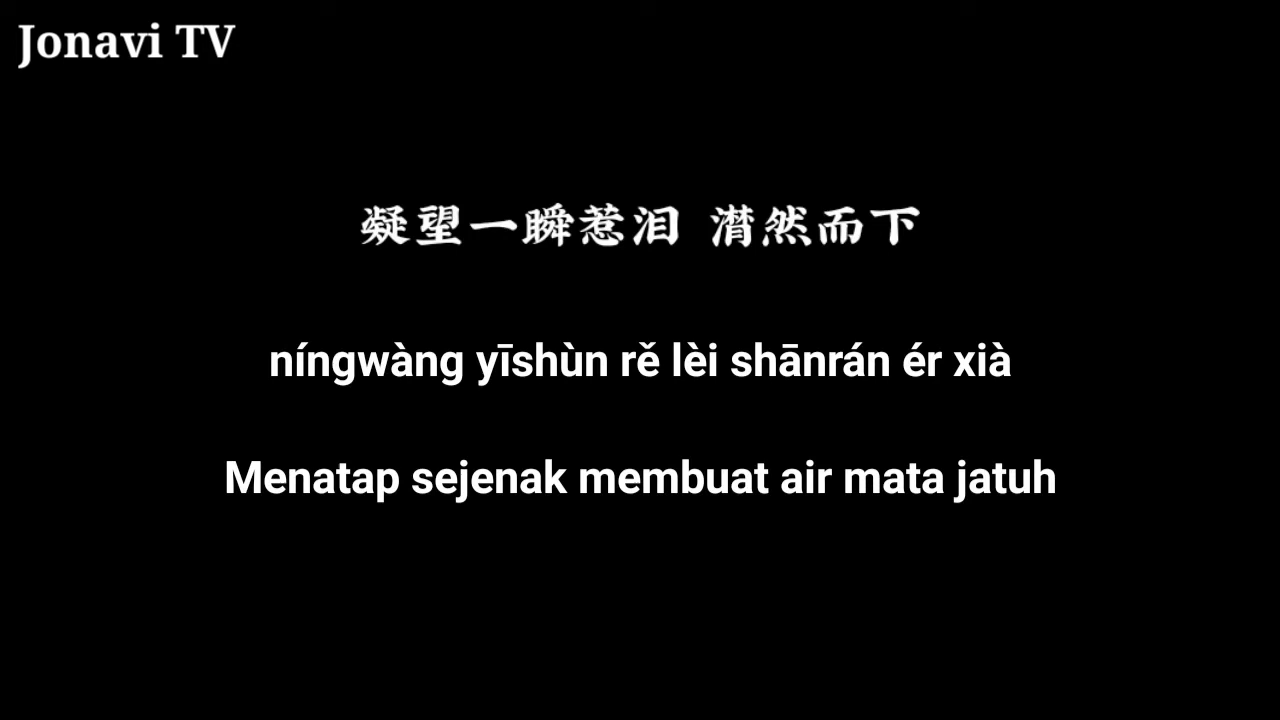 Jonavi TV
凝望一瞬惹泪 潸然而下
níngwàng yīshùn rě lèi shānrán ér xià
Menatap sejenak membuat air mata jatuh